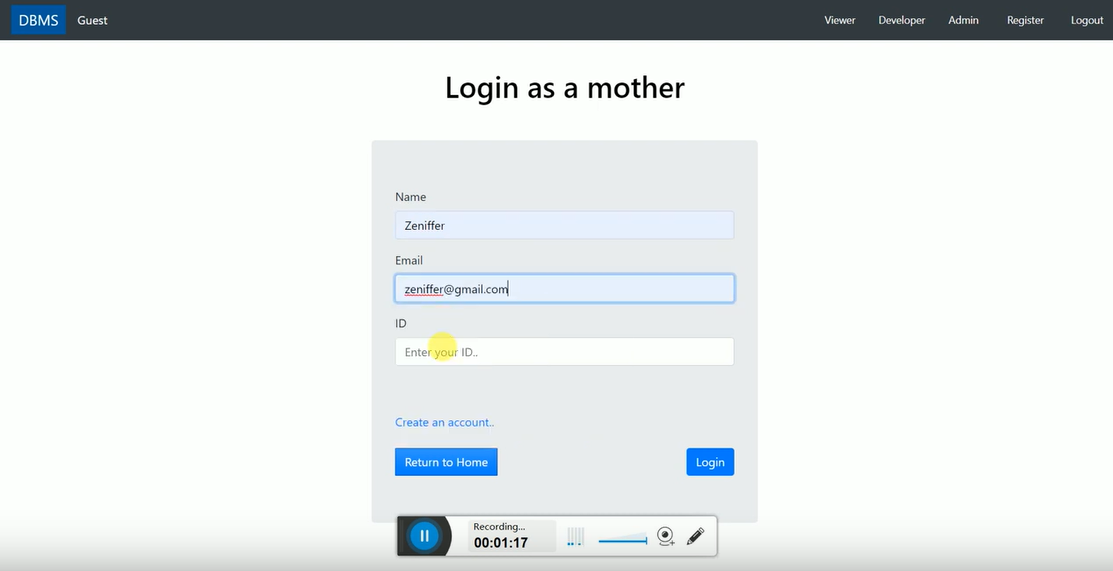 DBMS Guest Viewer Developer Admin Register Logout
Login as a mother
Name
Zeniffer
Email
zeniffer@gmail.com
ID
Enter your ID..
Create an account..
Return to Home Login
Recording...
00:01:17